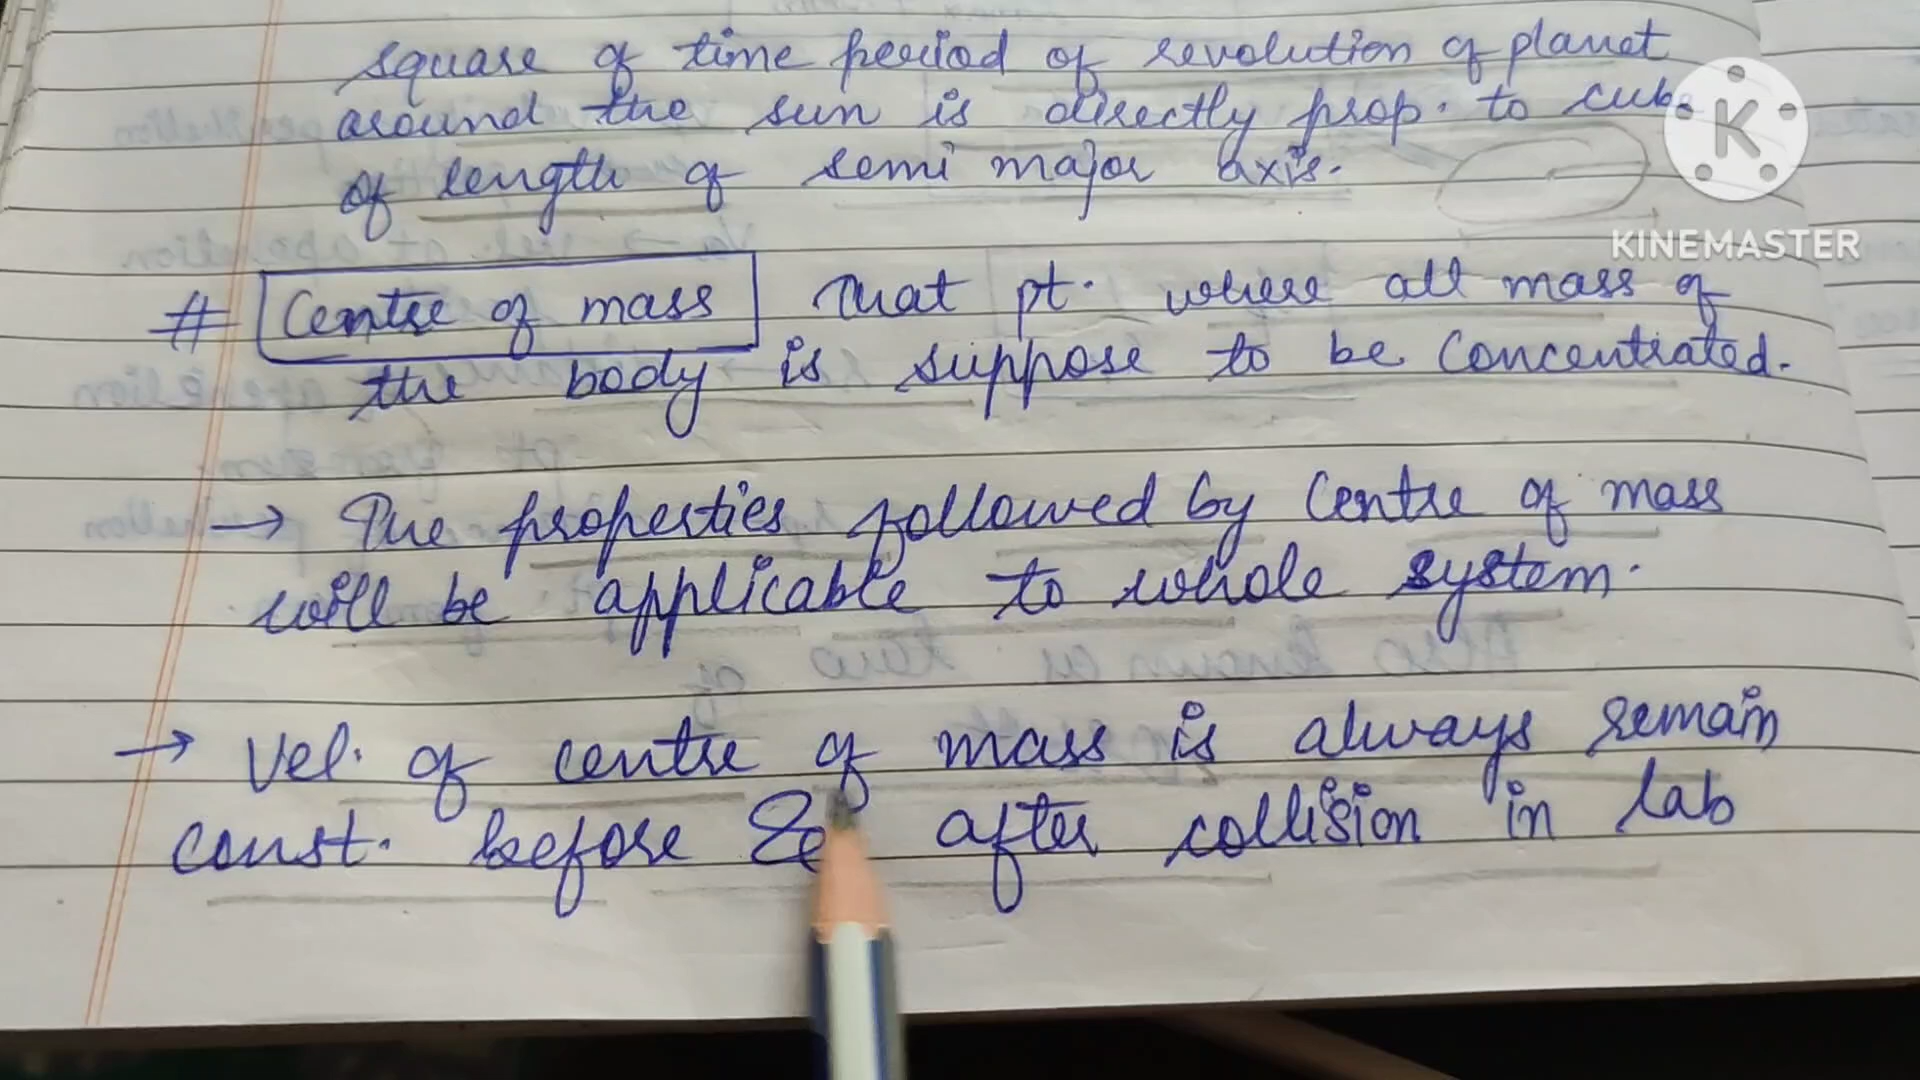 square of time period of revolution of planet
around the sun is directly prop. to cube
of length of semi major axis.
K
KINEMASTER
# Centre of mass That pt. where all mass of
the body is suppose to be concentrated.
→ The properties followed by Centre of mass
will be applicable to whole system.
→ Vel. of centre of mass is always remain
const. before & after collision in lab